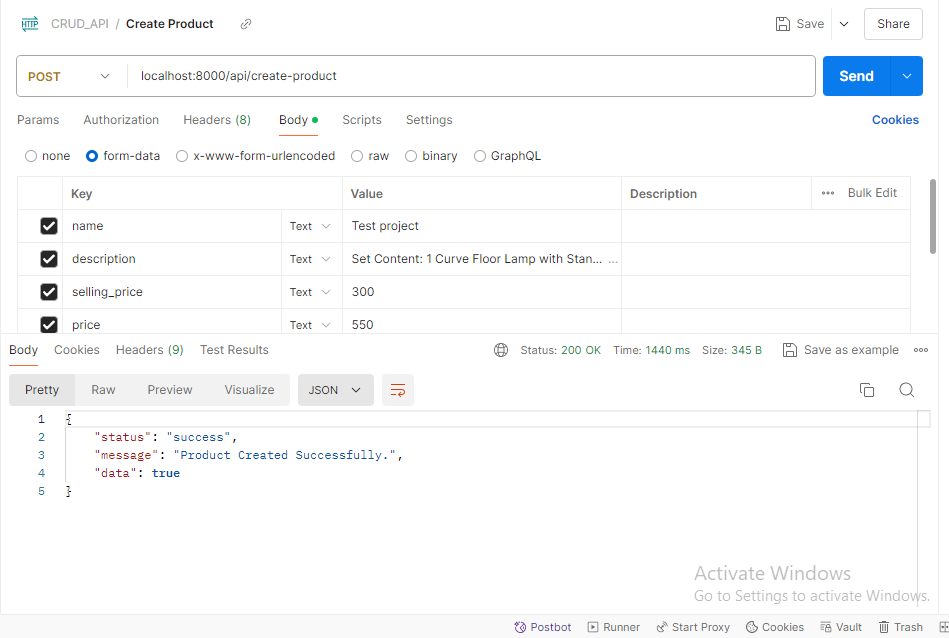 HTTP CRUD_API / Create Product Save Share
POST localhost:8000/api/create-product Send
Params Authorization Headers (8) Body Scripts Settings Cookies
none form-data x-www-form-urlencoded raw binary GraphQL
Key Value Description ••• Bulk Edit
name Text Test project
description Text Set Content: 1 Curve Floor Lamp with Stan... ...
selling_price Text 300
price Text 550
Body Cookies Headers (9) Test Results Status: 200 OK Time: 1440 ms Size: 345 B Save as example
Pretty Raw Preview Visualize JSON
1 {
2 "status": "success",
3 "message": "Product Created Successfully.",
4 "data": true
5 }
Activate Windows
Go to Settings to activate Windows.
Postbot Runner Start Proxy Cookies Vault Trash